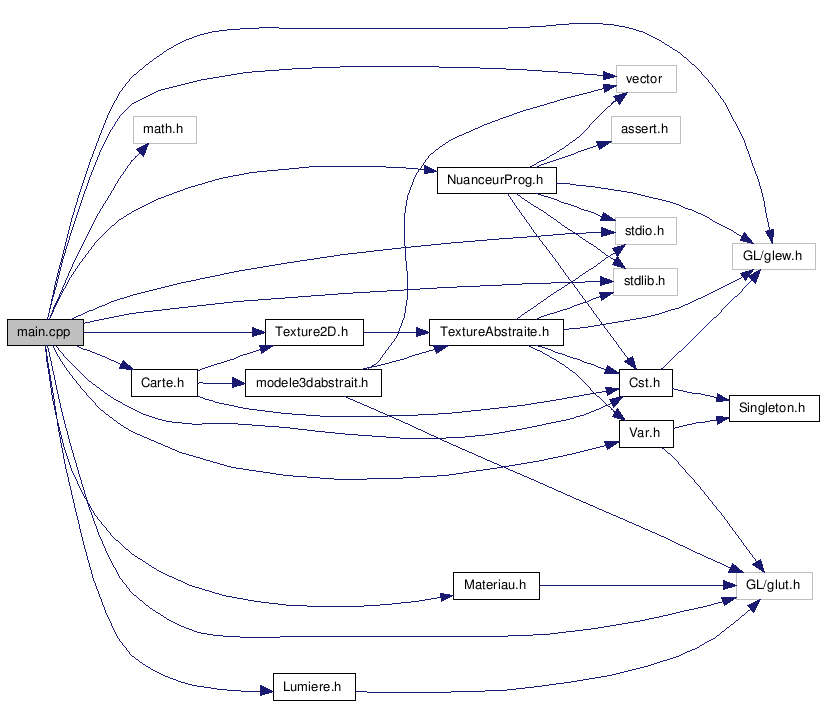 vector
math.h
assert.h
NuanceurProg.h
stdio.h
GL/glew.h
stdlib.h
main.cpp
Texture2D.h
TextureAbstraite.h
Carte.h
modele3dabstrait.h
Cst.h
Singleton.h
Var.h
Materiau.h
GL/glut.h
Lumiere.h